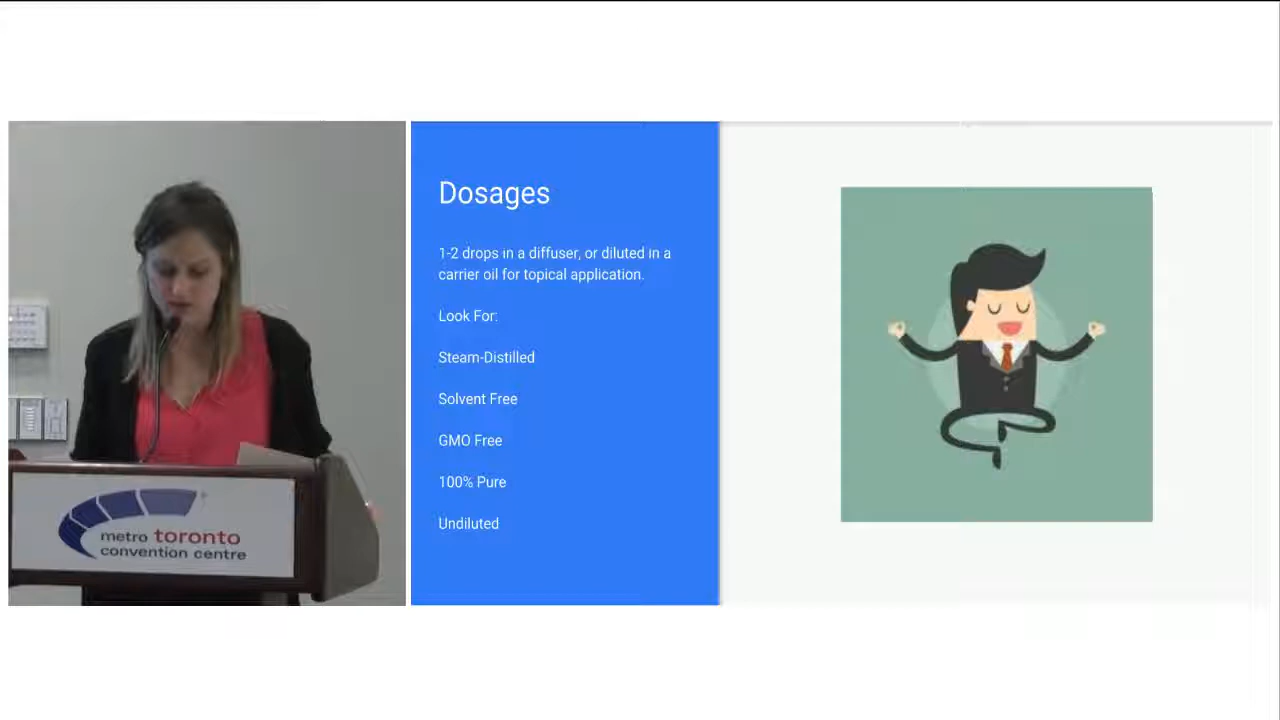 Dosages
1-2 drops in a diffuser, or diluted in a
carrier oil for topical application.
Look For:
Steam-Distilled
Solvent Free
GMO Free
100% Pure
Undiluted
metro toronto
convention centre